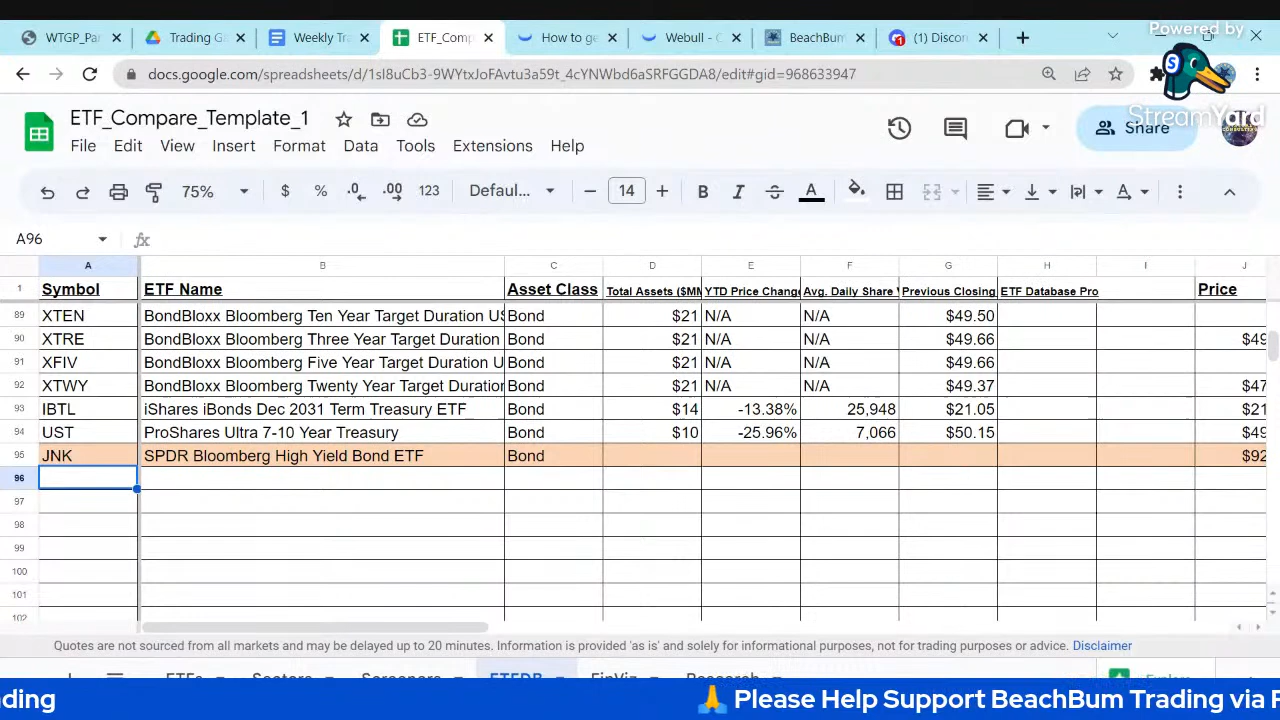 Powered by
StreamYard
WTGP_Pa
Trading G
Weekly Tr
ETF_Comp
How to ge
Webull - C
BeachBum
(1) Discor
docs.google.com/spreadsheets/d/
/edit#gid=968633947
ETF_Compare_Template_1
File Edit View Insert Format Data Tools Extensions Help
Share
75% $ % .0 .00 123 Defaul... 14 B I A
A96 fx
A B C D E F G H I J
1 Symbol ETF Name Asset Class Total Assets ($MM YTD Price Change Avg. Daily Share Previous Closing ETF Database Pro Price
89 XTEN BondBloxx Bloomberg Ten Year Target Duration US Bond $21 N/A N/A $49.50
90 XTRE BondBloxx Bloomberg Three Year Target Duration Bond $21 N/A N/A $49.66 $49
91 XFIV BondBloxx Bloomberg Five Year Target Duration U Bond $21 N/A N/A $49.66
92 XTWY BondBloxx Bloomberg Twenty Year Target Duration Bond $21 N/A N/A $49.37 $47
93 IBTL iShares iBonds Dec 2031 Term Treasury ETF Bond $14 -13.38% 25,948 $21.05 $21
94 UST ProShares Ultra 7-10 Year Treasury Bond $10 -25.96% 7,066 $50.15 $49
95 JNK SPDR Bloomberg High Yield Bond ETF Bond $92
96
97
98
99
100
101
102
Quotes are not sourced from all markets and may be delayed up to 20 minutes. Information is provided 'as is' and solely for informational purposes, not for trading purposes or advice. Disclaimer
ETFs Sectors Screeners ETFDB FinViz Research Explore
ading 🙏 Please Help Support BeachBum Trading via